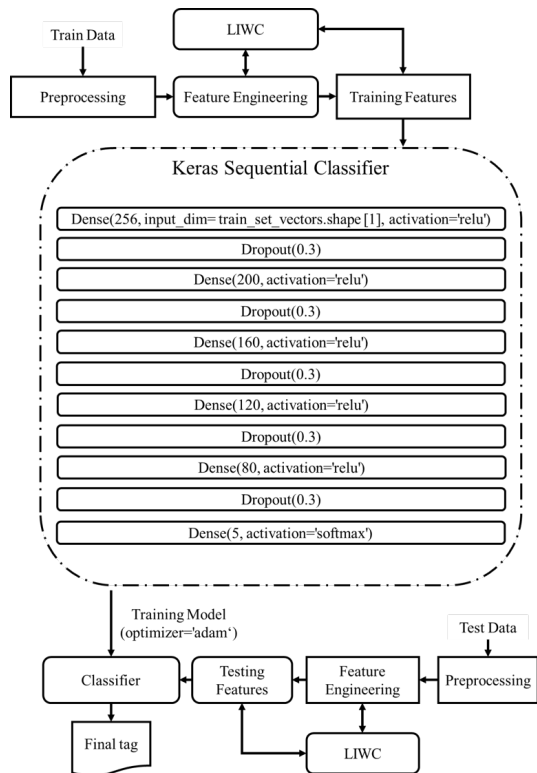 Train Data
LIWC
Preprocessing
Feature Engineering
Training Features
Keras Sequential Classifier
Dense(256, input_dim= train_set_vectors.shape [1], activation='relu')
Dropout(0.3)
Dense(200, activation='relu')
Dropout(0.3)
Dense(160, activation='relu')
Dropout(0.3)
Dense(120, activation='relu')
Dropout(0.3)
Dense(80, activation='relu')
Dropout(0.3)
Dense(5, activation='softmax')
Training Model
(optimizer='adam‘)
Test Data
Classifier
Testing
Features
Feature
Engineering
Preprocessing
Final tag
LIWC